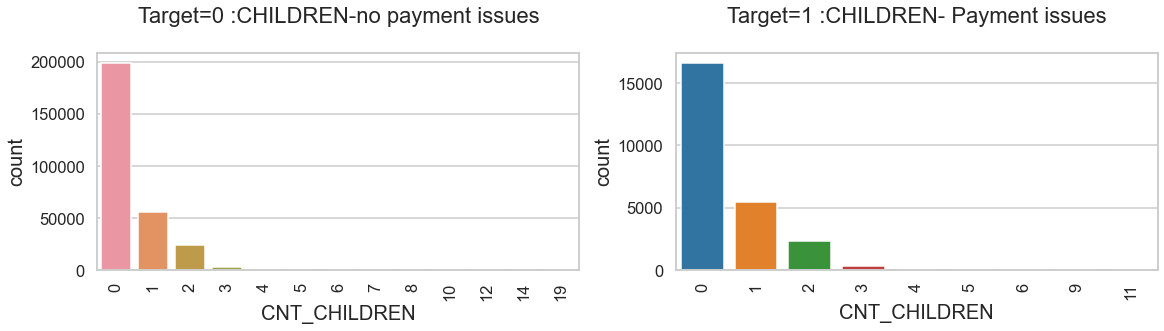 Target=0 :CHILDREN-no payment issues
200000
150000
100000
50000
0
count
0 1 2 3 4 5 6 7 8 10 12 14 19
CNT_CHILDREN
Target=1 :CHILDREN- Payment issues
15000
10000
5000
0
count
0 1 2 3 4 5 6 9 11
CNT_CHILDREN